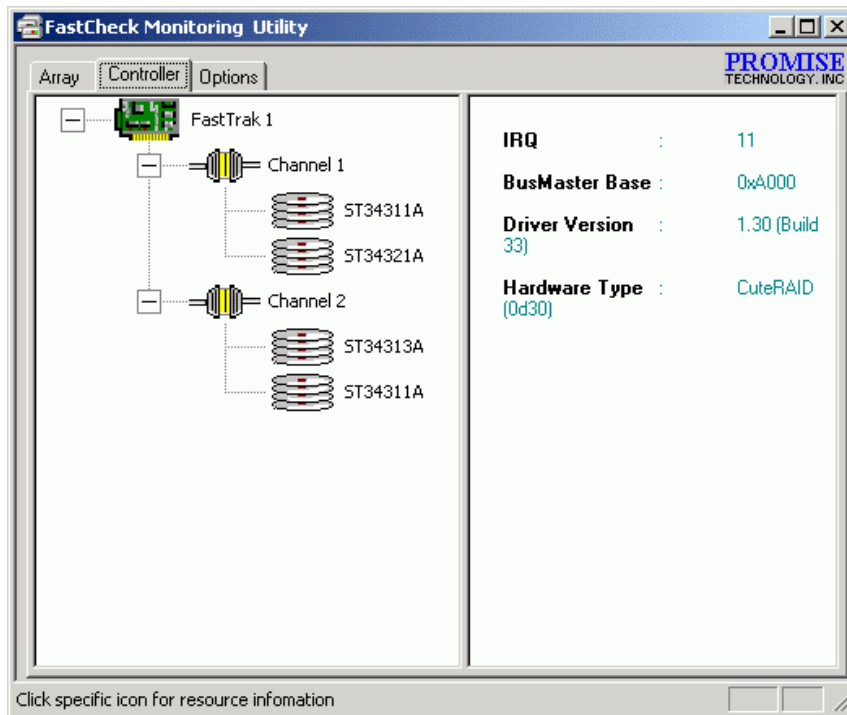 FastCheck Monitoring Utility
PROMISE
TECHNOLOGY, INC
Array Controller Options
FastTrak 1
Channel 1
ST34311A
ST34321A
Channel 2
ST34313A
ST34311A
IRQ : 11
BusMaster Base : 0xA000
Driver Version : 1.30 (Build
33)
Hardware Type : CuteRAID
(0d30)
Click specific icon for resource infomation